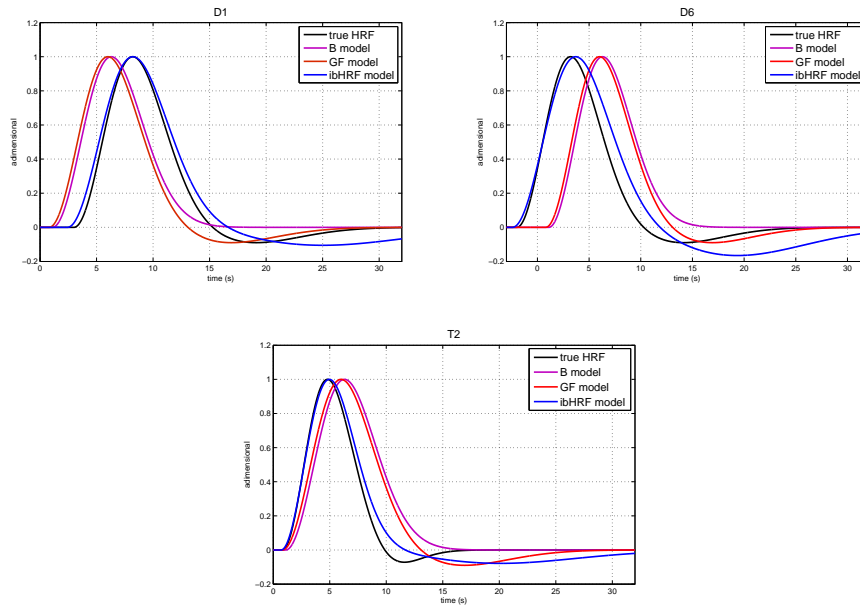 D1
1.2
1
0.8
0.6
0.4
0.2
0
−0.2
adimensional
0 5 10 15 20 25 30
time (s)
true HRF
B model
GF model
ibHRF model
D6
1.2
1
0.8
0.6
0.4
0.2
0
−0.2
adimensional
0 5 10 15 20 25 30
time (s)
true HRF
B model
GF model
ibHRF model
T2
1.2
1
0.8
0.6
0.4
0.2
0
−0.2
adimensional
0 5 10 15 20 25 30
time (s)
true HRF
B model
GF model
ibHRF model